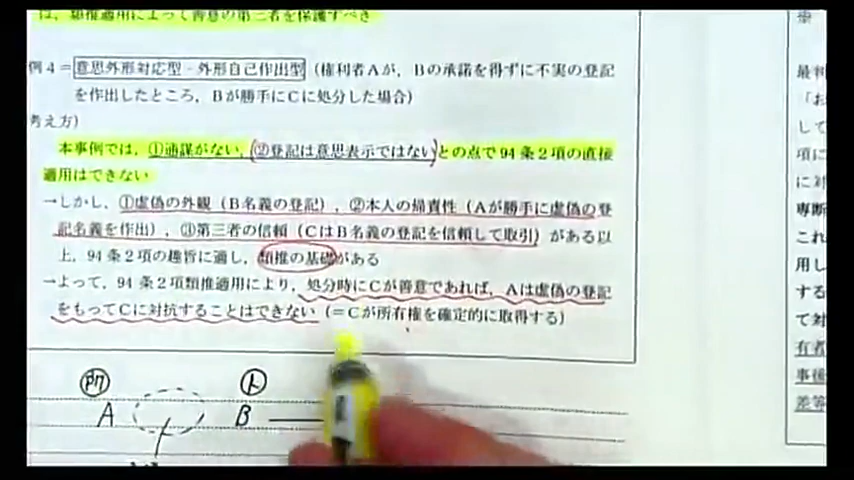 は、類推適用によって善意の第三者を保護すべき
例4＝意思外形対応型－外形自己作出型（権利者Aが、Bの承諾を得ずに不実の登記
を作出したところ、Bが勝手にCに処分した場合）
考え方）
本事例では、①通謀がない、（②登記は意思表示ではない）との点で94条2項の直接
適用はできない
→しかし、①虚偽の外観（B名義の登記）、②本人の帰責性（Aが勝手に虚偽の登
記名義を作出）、③第三者の信頼（CはB名義の登記を信頼して取引）がある以
上、94条2項の趣旨に適し、類推の基礎がある
→よって、94条2項類推適用により、処分時にCが善意であれば、Aは虚偽の登記
をもってCに対抗することはできない（＝Cが所有権を確定的に取得する）
ト
A B
※
最判
「お
して
項に
に対
専断
これ
用し
する
て対
有者
事後
差等